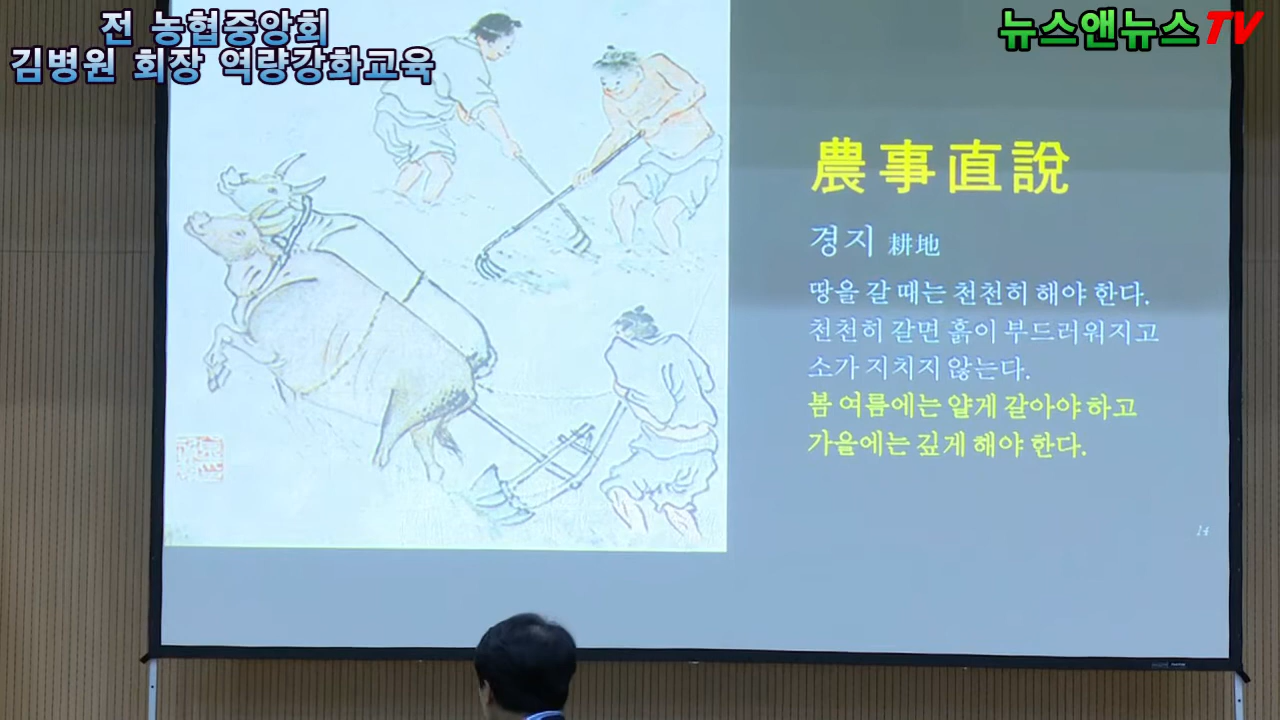 전 농협중앙회
김병원 회장 역량강화교육
뉴스앤뉴스TV
農事直說
경지 耕地
땅을 갈 때는 천천히 해야 한다.
천천히 갈면 흙이 부드러워지고
소가 지치지 않는다.
봄 여름에는 얕게 갈아야 하고
가을에는 깊게 해야 한다.
14